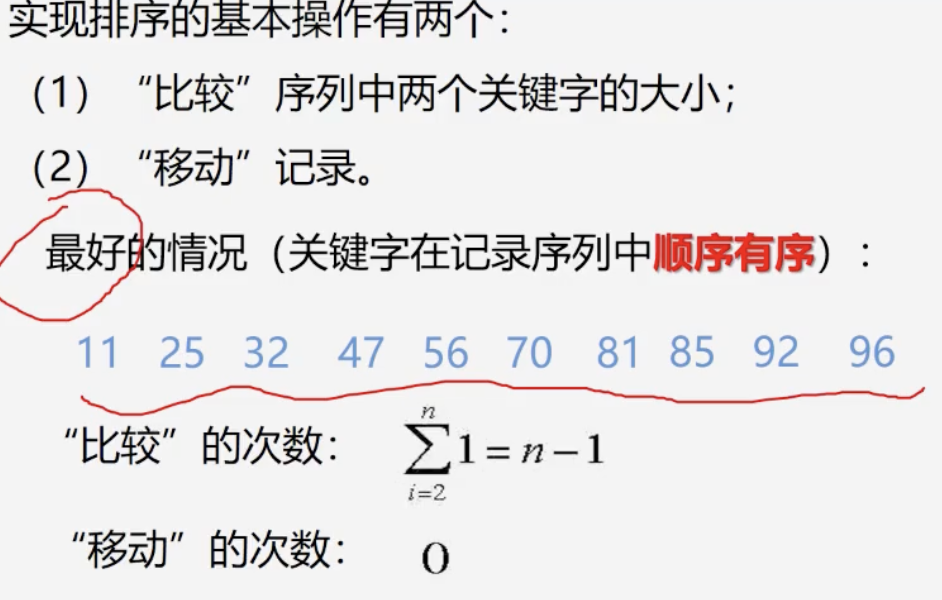 实现排序的基本操作有两个：
（1）“比较”序列中两个关键字的大小；
（2）“移动”记录。
最好的情况（关键字在记录序列中顺序有序）：
11 25 32 47 56 70 81 85 92 96
“比较”的次数： $\sum_{i=2}^{n} 1 = n-1$
“移动”的次数： 0